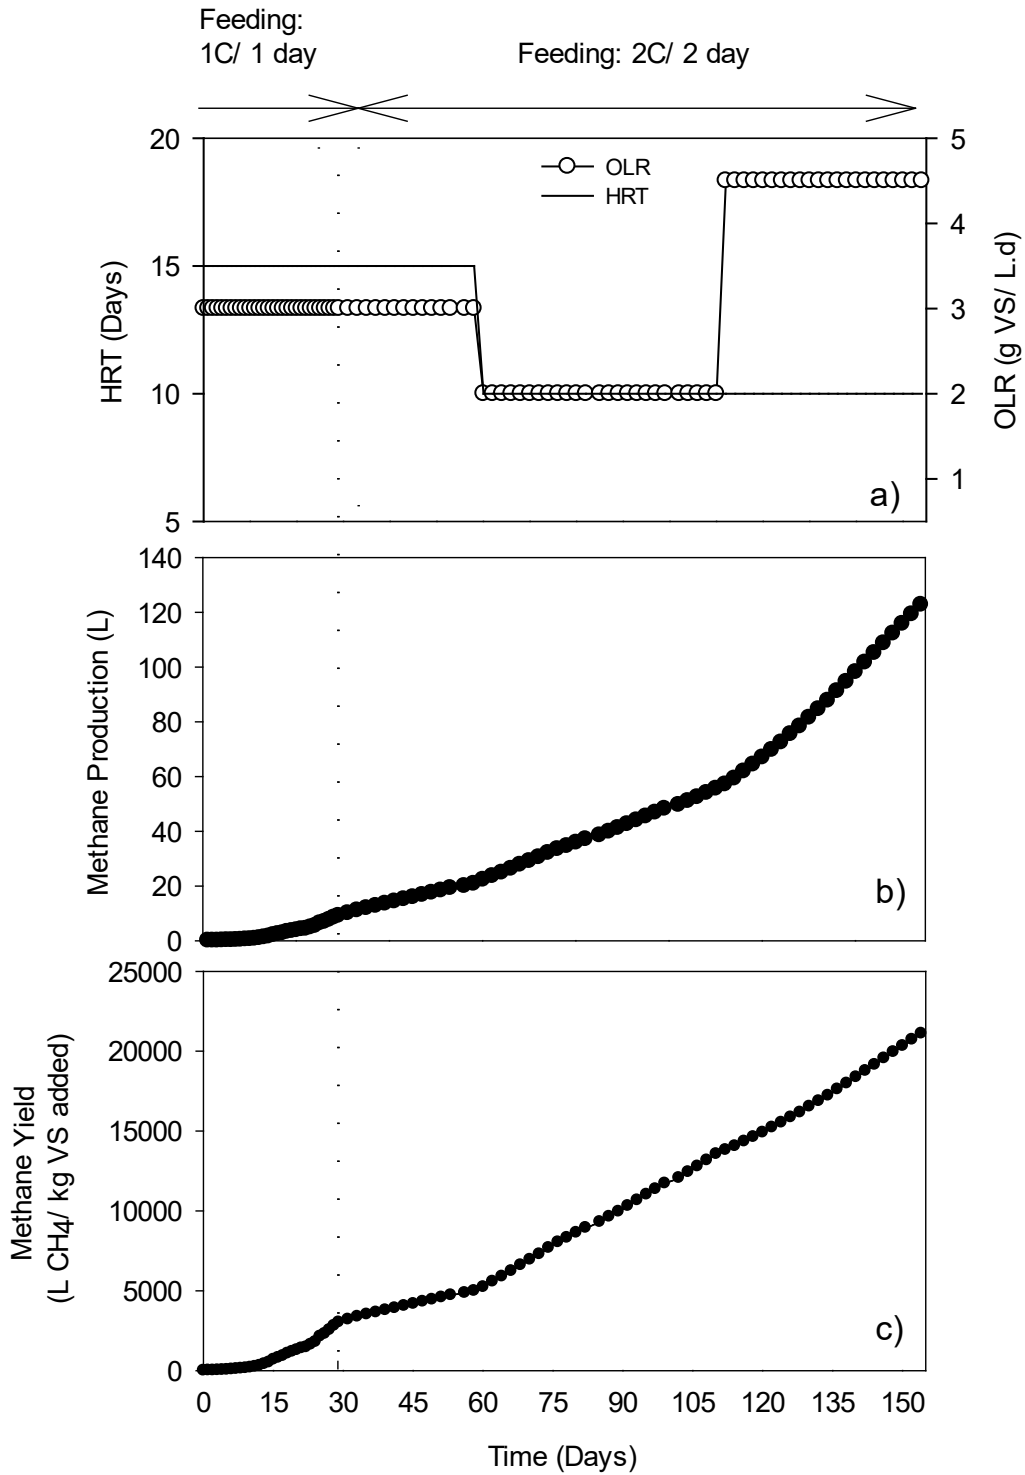 Feeding:
1C/ 1 day
Feeding: 2C/ 2 day
20
15
10
5
HRT (Days)
OLR
HRT
5
4
3
2
1
OLR (g VS/ L.d)
a)
140
120
100
80
60
40
20
0
Methane Production (L)
b)
25000
20000
15000
10000
5000
0
Methane Yield
(L CH4/ kg VS added)
c)
0 15 30 45 60 75 90 105 120 135 150
Time (Days)